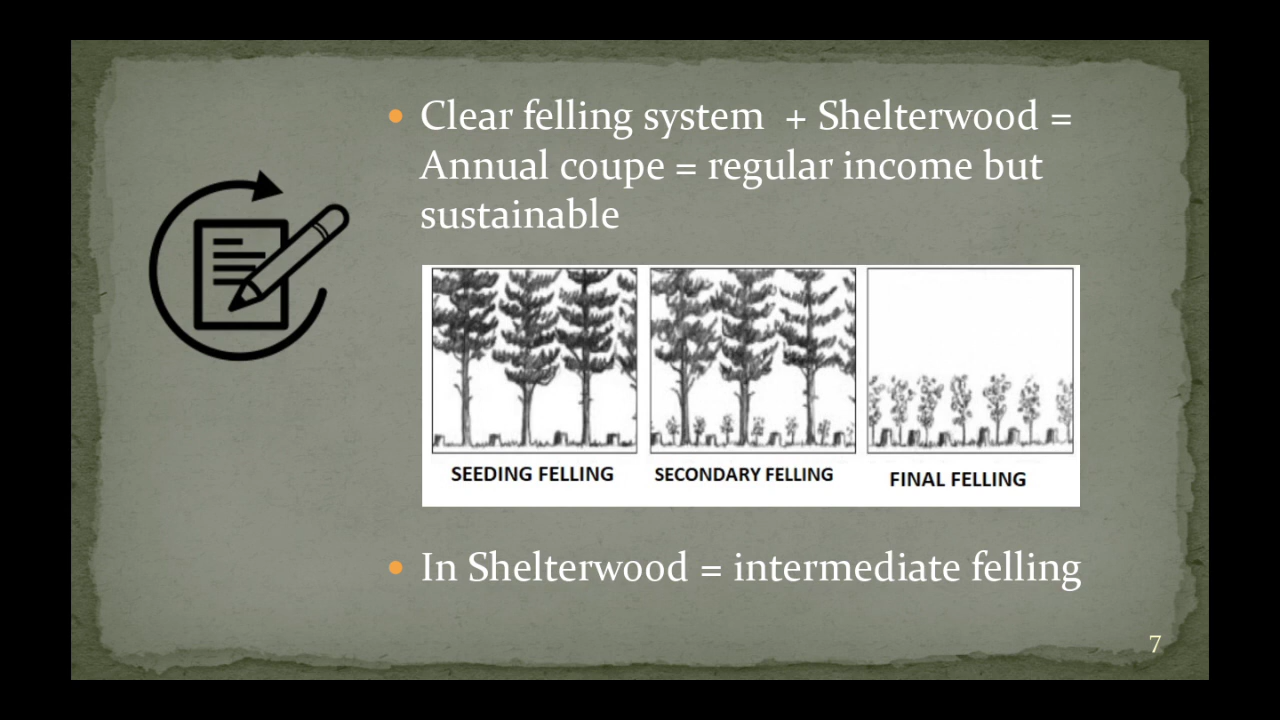 Clear felling system + Shelterwood =
Annual coupe = regular income but
sustainable
SEEDING FELLING
SECONDARY FELLING
FINAL FELLING
In Shelterwood = intermediate felling
7